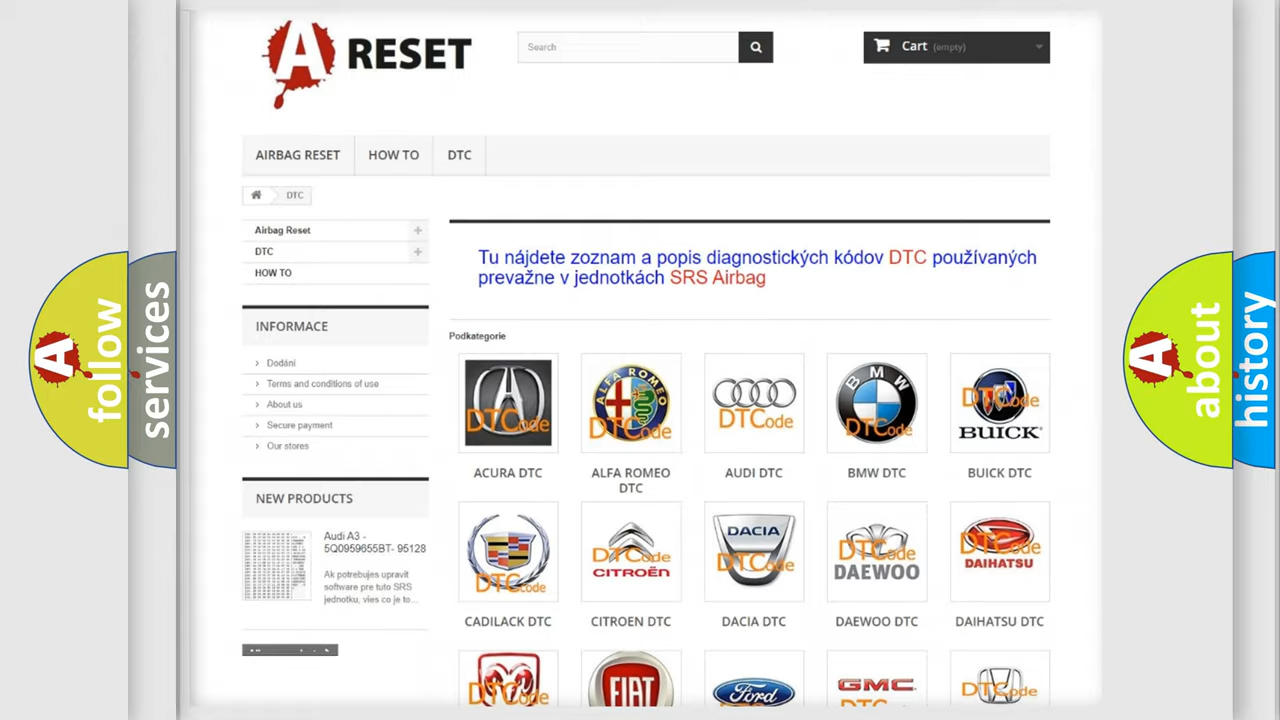 A RESET
Search
Cart (empty)
AIRBAG RESET
HOW TO
DTC
DTC
Airbag Reset
DTC
HOW TO
INFORMACE
Dodání
Terms and conditions of use
About us
Secure payment
Our stores
NEW PRODUCTS
Audi A3 -
5Q0959655BT- 95128
Ak potrebujes upravit
software pre tuto SRS
jednotku, vies co je to...
Tu nájdete zoznam a popis diagnostických kódov DTC používaných
prevažne v jednotkách SRS Airbag
Podkategorie
DTCode
ALFA ROMEO
DTCode
DTCode
BMW
DTCode
DTCode
BUICK
ACURA DTC
ALFA ROMEO
DTC
AUDI DTC
BMW DTC
BUICK DTC
DTCode
DTCode
CITROËN
DACIA
DTCode
DTCode
DAEWOO
DTCode
DAIHATSU
CADILACK DTC
CITROEN DTC
DACIA DTC
DAEWOO DTC
DAIHATSU DTC
DTCode
FIAT
Ford
GMC
DTCode
A follow
services
A about
history